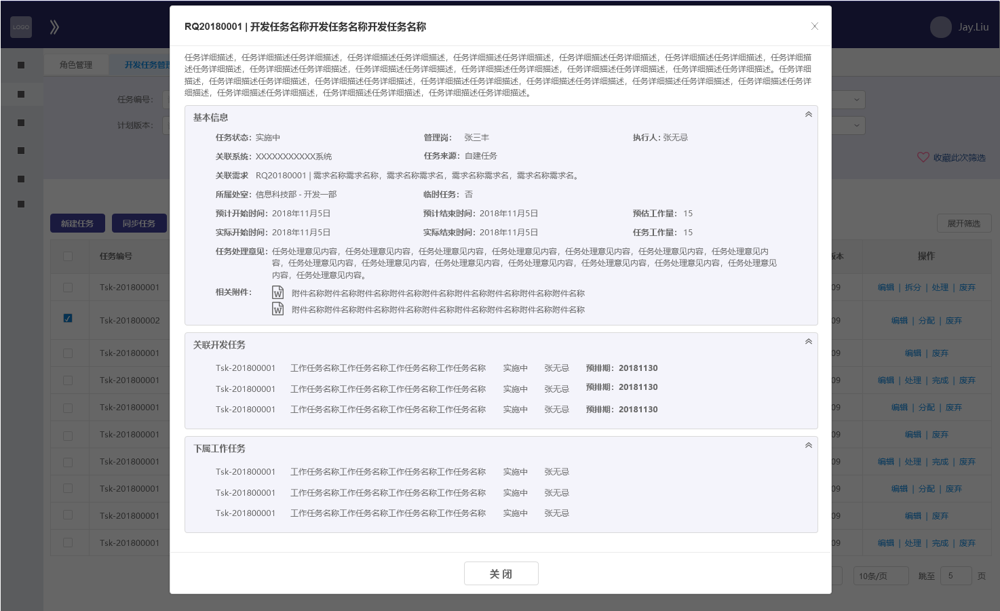 LOGO
Jay.Liu
角色管理
开发任务管理
任务编号：
计划版本：
收藏此次筛选
新建任务
同步任务
展开筛选
任务编号
版本
操作
Tsk-201800001
09
编辑 | 拆分 | 处理 | 废弃
Tsk-201800002
09
编辑 | 分配 | 废弃
Tsk-201800001
09
编辑 | 废弃
Tsk-201800001
09
编辑 | 处理 | 完成 | 废弃
Tsk-201800001
09
编辑 | 分配 | 废弃
Tsk-201800001
09
编辑 | 废弃
Tsk-201800001
09
编辑 | 处理 | 完成 | 废弃
Tsk-201800001
09
编辑 | 分配 | 废弃
Tsk-201800001
09
编辑 | 废弃
Tsk-201800001
09
编辑 | 处理 | 完成 | 废弃
10条/页
跳至 5 页
RQ20180001 | 开发任务名称开发任务名称开发任务名称
任务详细描述，任务详细描述任务详细描述，任务详细描述任务详细描述，任务详细描述任务详细描述，任务详细描述任务详细描述，任务详细描述任务详细描述，任务详细描
述任务详细描述，任务详细描述任务详细描述，任务详细描述任务详细描述，任务详细描述任务详细描述，任务详细描述任务详细描述，任务详细描述任务详细描述。任务详细
描述，任务详细描述任务详细描述，任务详细描述任务详细描述，任务详细描述任务详细描述，任务详细描述任务详细描述，任务详细描述任务详细描述，任务详细描述任务详
细描述，任务详细描述任务详细描述，任务详细描述任务详细描述，任务详细描述任务详细描述。
基本信息
任务状态：实施中
管理岗： 张三丰
执行人：张无忌
关联系统：XXXXXXXXXXX系统
任务来源：自建任务
关联需求 RQ20180001 | 需求名称需求名称，需求名称需求名，需求名称需求名，需求名称需求名。
所属处室：信息科技部 - 开发一部
临时任务： 否
预计开始时间：2018年11月5日
预计结束时间：2018年11月5日
预估工作量： 15
实际开始时间：2018年11月5日
实际结束时间：2018年11月5日
任务工作量： 15
任务处理意见：任务处理意见内容，任务处理意见内容，任务处理意见内容，任务处理意见内容，任务处理意见内容，任务处理意见内容，任务处理意见内
容，任务处理意见内容，任务处理意见内容，任务处理意见内容，任务处理意见内容，任务处理意见内容，任务处理意见内容，任务处理意见
内容，任务处理意见内容。
相关附件：
W 附件名称附件名称附件名称附件名称附件名称附件名称附件名称附件名称附件名称
W 附件名称附件名称附件名称附件名称附件名称附件名称附件名称附件名称附件名称
关联开发任务
Tsk-201800001 工作任务名称工作任务名称工作任务名称工作任务名称 实施中 张无忌 预排期：20181130
Tsk-201800001 工作任务名称工作任务名称工作任务名称工作任务名称 实施中 张无忌 预排期：20181130
Tsk-201800001 工作任务名称工作任务名称工作任务名称工作任务名称 实施中 张无忌 预排期：20181130
下属工作任务
Tsk-201800001 工作任务名称工作任务名称工作任务名称工作任务名称 实施中 张无忌
Tsk-201800001 工作任务名称工作任务名称工作任务名称工作任务名称 实施中 张无忌
Tsk-201800001 工作任务名称工作任务名称工作任务名称工作任务名称 实施中 张无忌
关 闭